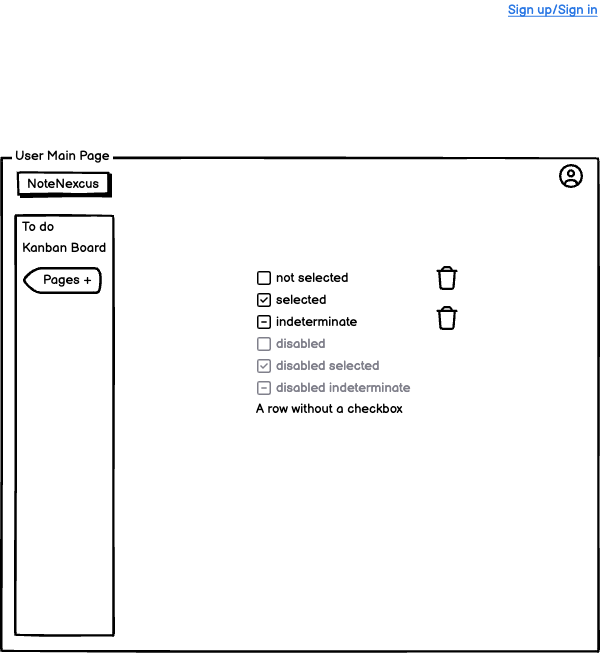 Sign up/Sign in
User Main Page
NoteNexcus
To do
Kanban Board
Pages +
not selected
selected
indeterminate
disabled
disabled selected
disabled indeterminate
A row without a checkbox